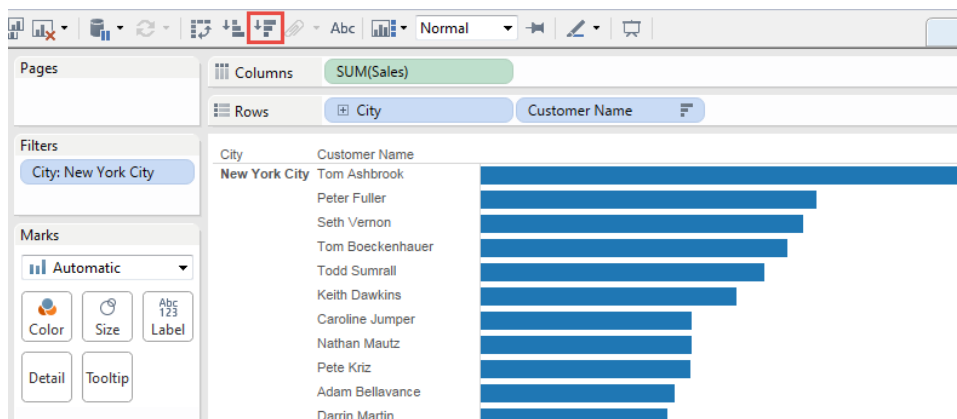 Abc Normal
Pages
Columns SUM(Sales)
Rows City Customer Name
Filters
City: New York City
City Customer Name
New York City Tom Ashbrook
Peter Fuller
Seth Vernon
Marks
Tom Boeckenhauer
Automatic
Todd Sumrall
Keith Dawkins
Abc
123
Color Size Label
Caroline Jumper
Nathan Mautz
Pete Kriz
Detail Tooltip
Adam Bellavance
Darrin Martin